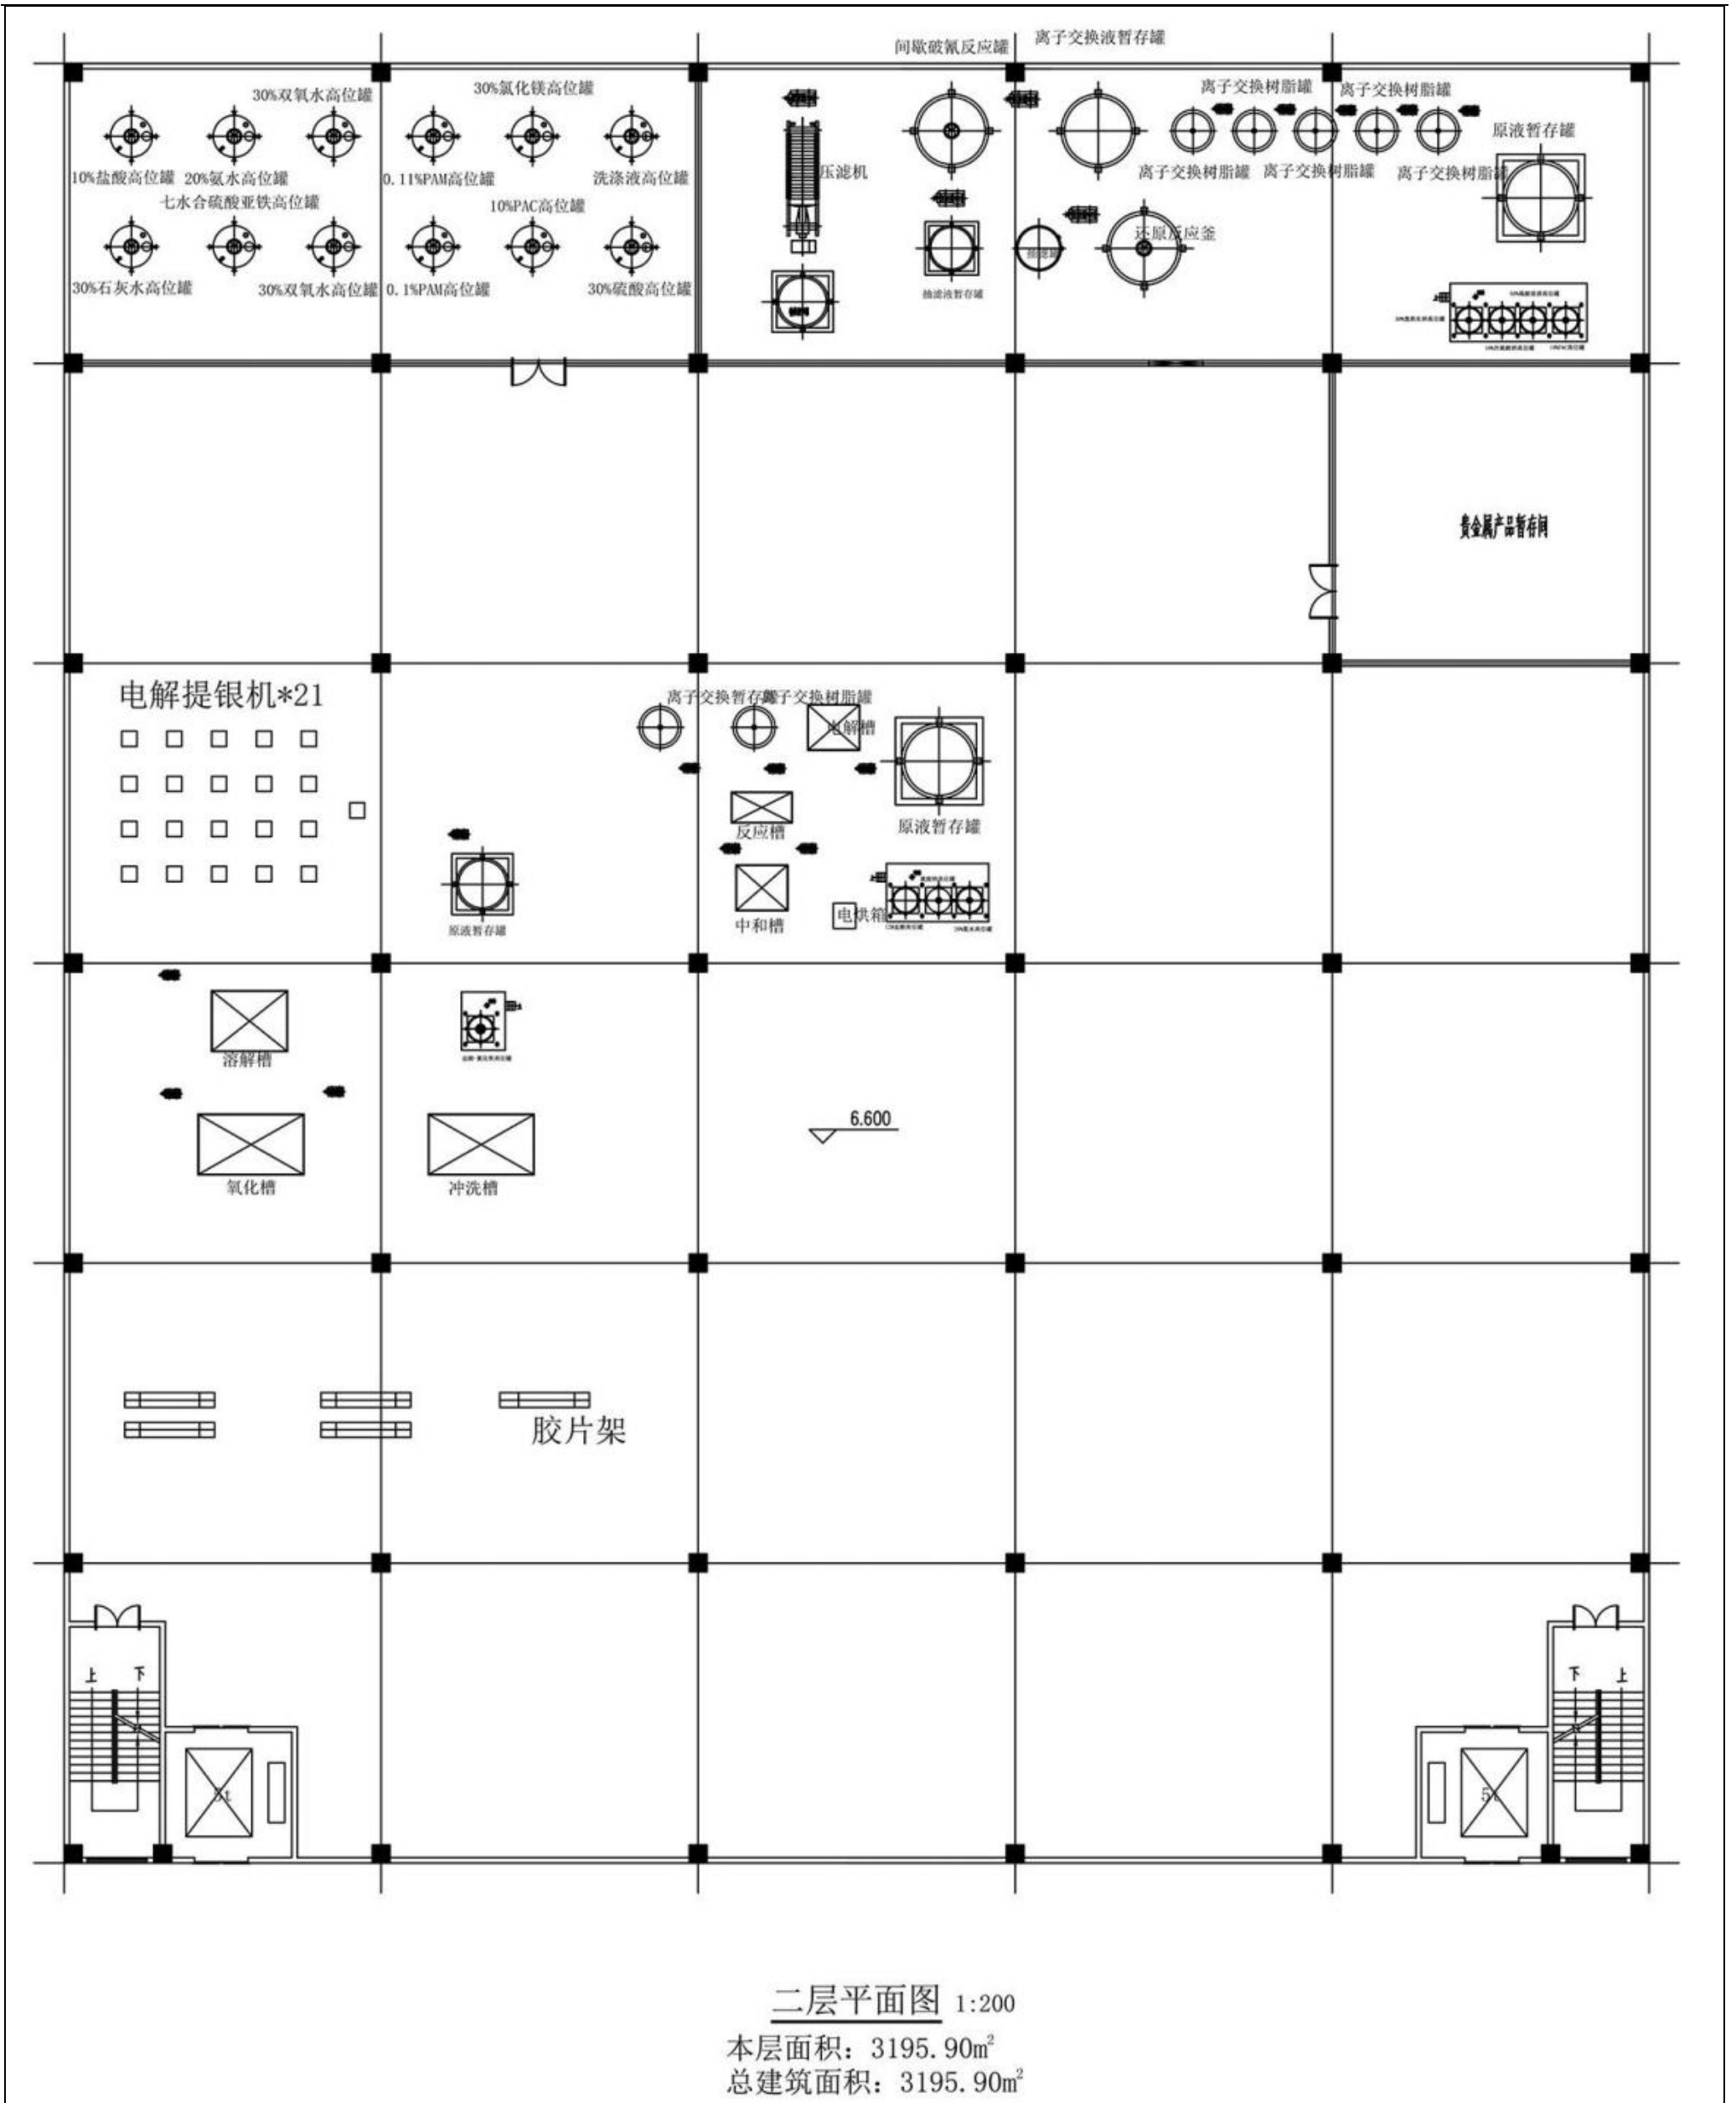 间歇破氰反应罐
离子交换液暂存罐
30%双氧水高位罐
30%氯化镁高位罐
离子交换树脂罐
离子交换树脂罐
原液暂存罐
10%盐酸高位罐
20%氨水高位罐
0.11%PAM高位罐
洗涤液高位罐
压滤机
离子交换树脂罐
离子交换树脂罐
离子交换树脂罐
七水合硫酸亚铁高位罐
10%PAC高位罐
还原反应釜
30%石灰水高位罐
30%双氧水高位罐
0.1%PAM高位罐
30%硫酸高位罐
抽滤液暂存罐
贵金属产品暂存间
电解提银机*21
离子交换暂存罐
离子交换树脂罐
电解槽
反应槽
原液暂存罐
中和槽
电烘箱
原液暂存罐
溶解槽
6.600
氧化槽
冲洗槽
胶片架
上
下
下
上
5t
5t
二层平面图 1:200
本层面积：3195.90m²
总建筑面积：3195.90m²